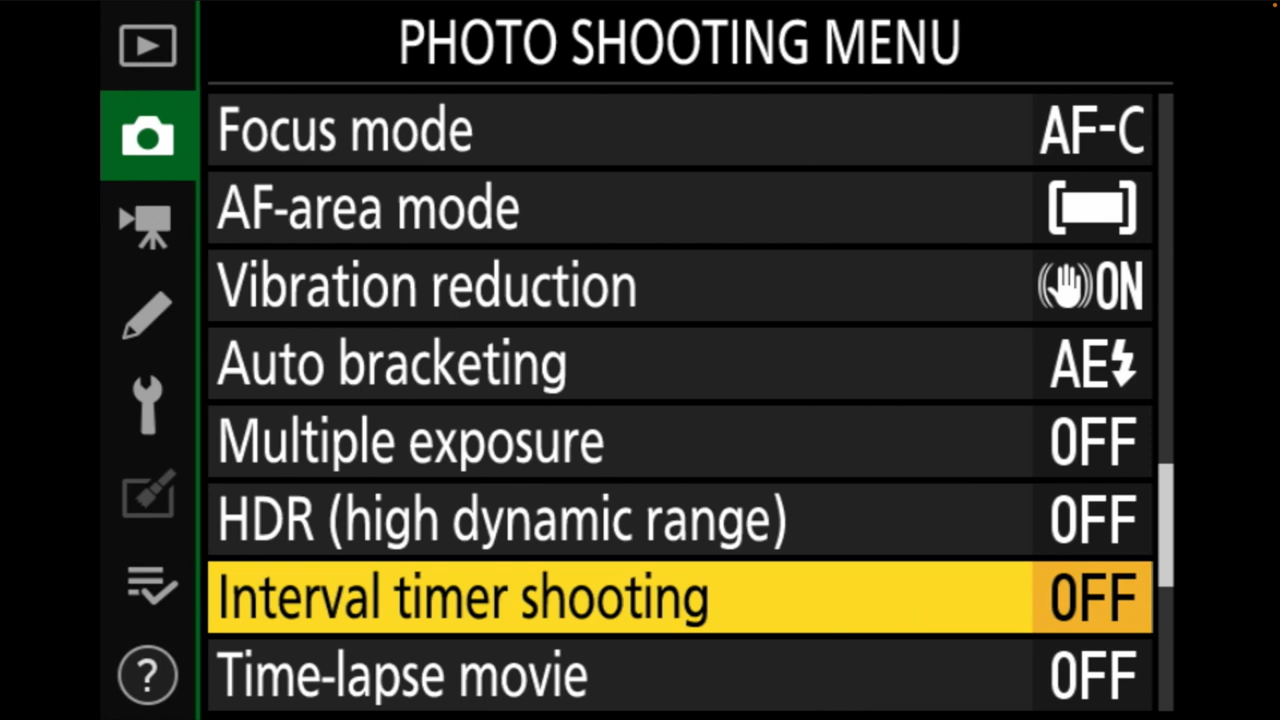 PHOTO SHOOTING MENU
Focus mode AF-C
AF-area mode
Vibration reduction ON
Auto bracketing AE
Multiple exposure OFF
HDR (high dynamic range) OFF
Interval timer shooting OFF
? Time-lapse movie OFF